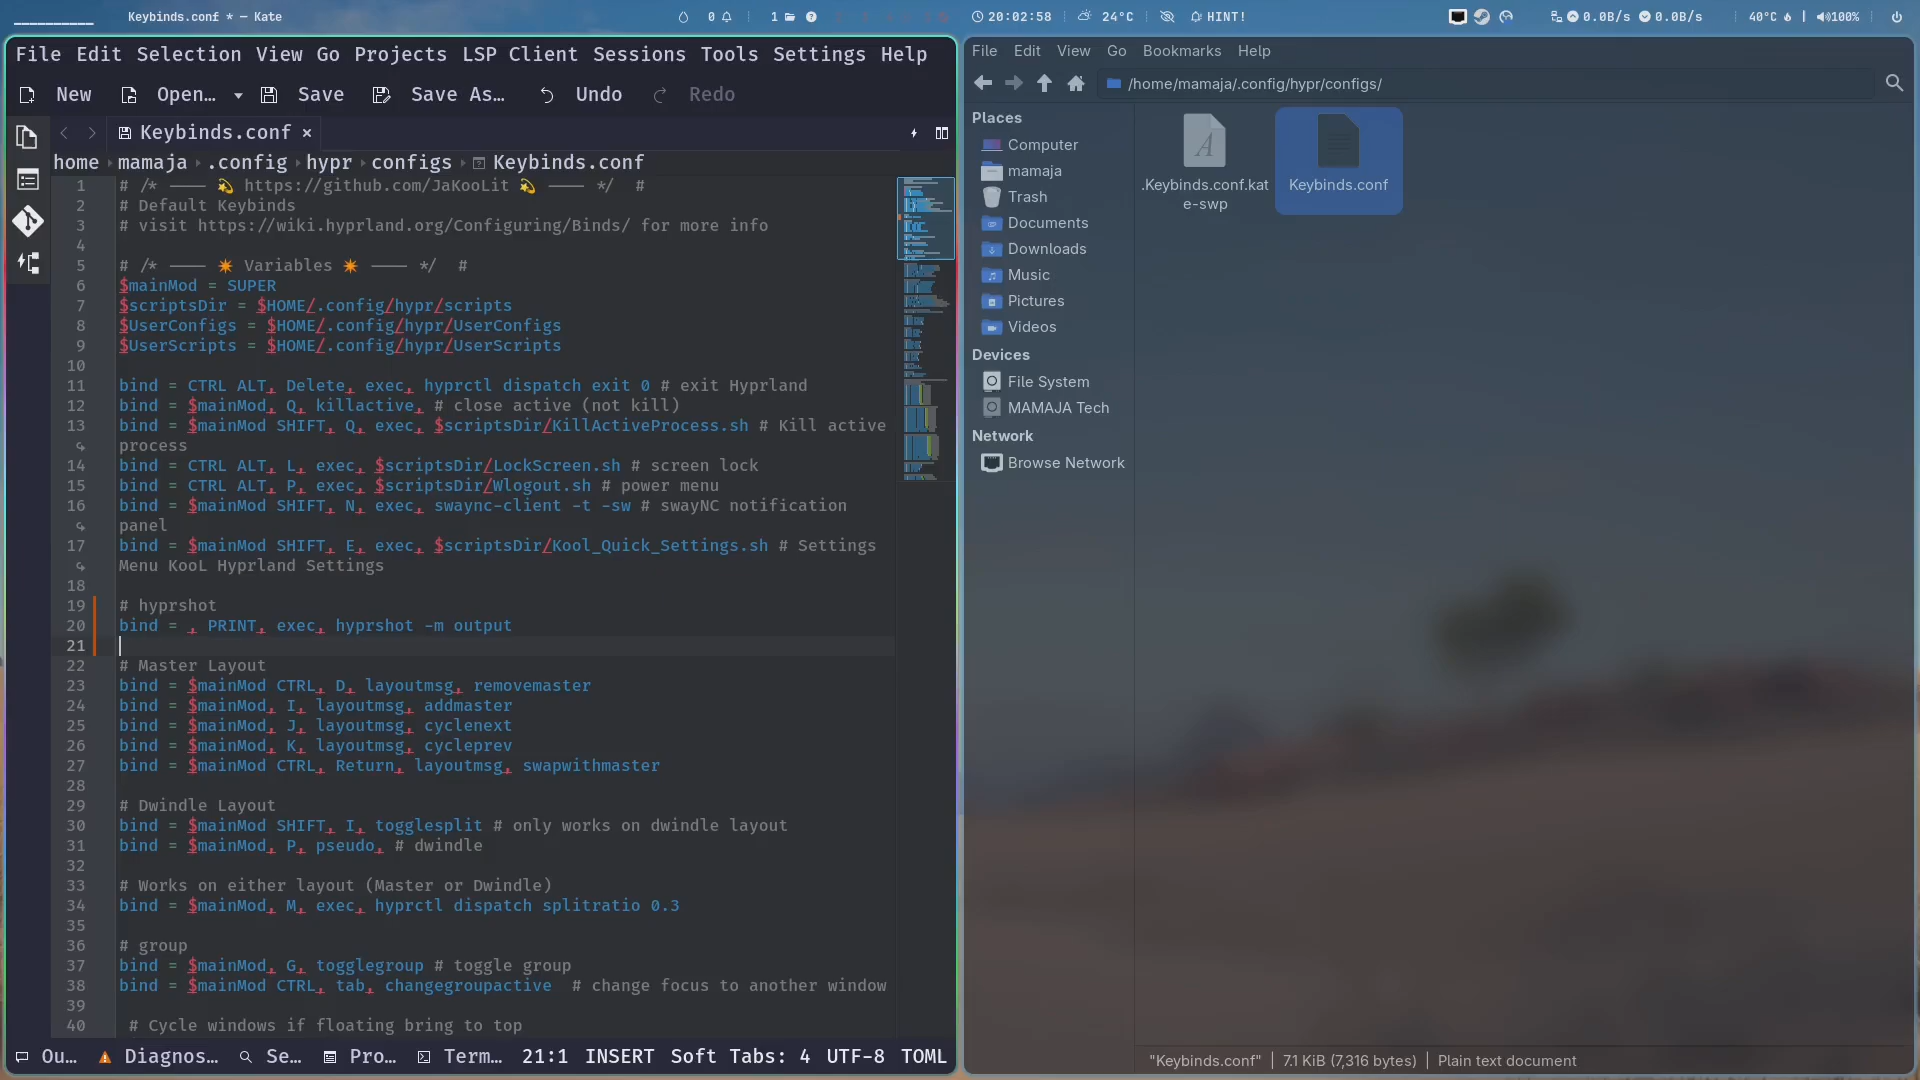 Keybinds.conf * — Kate
0
1
20:02:58
24°C
HINT!
0.0B/s
0.0B/s
40°C
100%
File Edit Selection View Go Projects LSP Client Sessions Tools Settings Help
New Open... Save Save As... Undo Redo
Keybinds.conf ×
home › mamaja › .config › hypr › configs › Keybinds.conf
1 # /* ---- 💫 https://github.com/JaKooLit 💫 ---- */ #
2 # Default Keybinds
3 # visit https://wiki.hyprland.org/Configuring/Binds/ for more info
4
5 # /* ---- ✴️ Variables ✴️ ---- */ #
6 $mainMod = SUPER
7 $scriptsDir = $HOME/.config/hypr/scripts
8 $UserConfigs = $HOME/.config/hypr/UserConfigs
9 $UserScripts = $HOME/.config/hypr/UserScripts
10
11 bind = CTRL ALT, Delete, exec, hyprctl dispatch exit 0 # exit Hyprland
12 bind = $mainMod, Q, killactive, # close active (not kill)
13 bind = $mainMod SHIFT, Q, exec, $scriptsDir/KillActiveProcess.sh # Kill active
process
14 bind = CTRL ALT, L, exec, $scriptsDir/LockScreen.sh # screen lock
15 bind = CTRL ALT, P, exec, $scriptsDir/Wlogout.sh # power menu
16 bind = $mainMod SHIFT, N, exec, swaync-client -t -sw # swayNC notification
panel
17 bind = $mainMod SHIFT, E, exec, $scriptsDir/Kool_Quick_Settings.sh # Settings
Menu KooL Hyprland Settings
18
19 # hyprshot
20 bind = , PRINT, exec, hyprshot -m output
21
22 # Master Layout
23 bind = $mainMod CTRL, D, layoutmsg, removemaster
24 bind = $mainMod, I, layoutmsg, addmaster
25 bind = $mainMod, J, layoutmsg, cyclenext
26 bind = $mainMod, K, layoutmsg, cycleprev
27 bind = $mainMod CTRL, Return, layoutmsg, swapwithmaster
28
29 # Dwindle Layout
30 bind = $mainMod SHIFT, I, togglesplit # only works on dwindle layout
31 bind = $mainMod, P, pseudo, # dwindle
32
33 # Works on either layout (Master or Dwindle)
34 bind = $mainMod, M, exec, hyprctl dispatch splitratio 0.3
35
36 # group
37 bind = $mainMod, G, togglegroup # toggle group
38 bind = $mainMod CTRL, tab, changegroupactive  # change focus to another window
39
40 # Cycle windows if floating bring to top
Ou... Diagnos... Se... Pro... Term... 21:1 INSERT Soft Tabs: 4 UTF-8 TOML
File Edit View Go Bookmarks Help
/home/mamaja/.config/hypr/configs/
Places
Computer
mamaja
Trash
Documents
Downloads
Music
Pictures
Videos
Devices
File System
MAMAJA Tech
Network
Browse Network
.Keybinds.conf.kat
e-swp
Keybinds.conf
"Keybinds.conf" | 7.1 KiB (7,316 bytes) | Plain text document